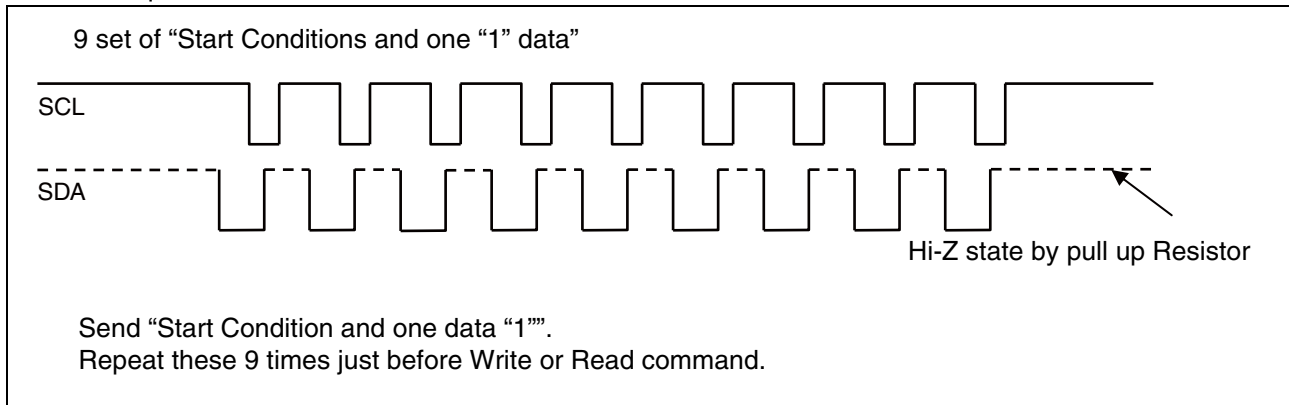 9 set of “Start Conditions and one “1” data”
SCL
SDA
Hi-Z state by pull up Resistor
Send “Start Condition and one data “1””.
Repeat these 9 times just before Write or Read command.